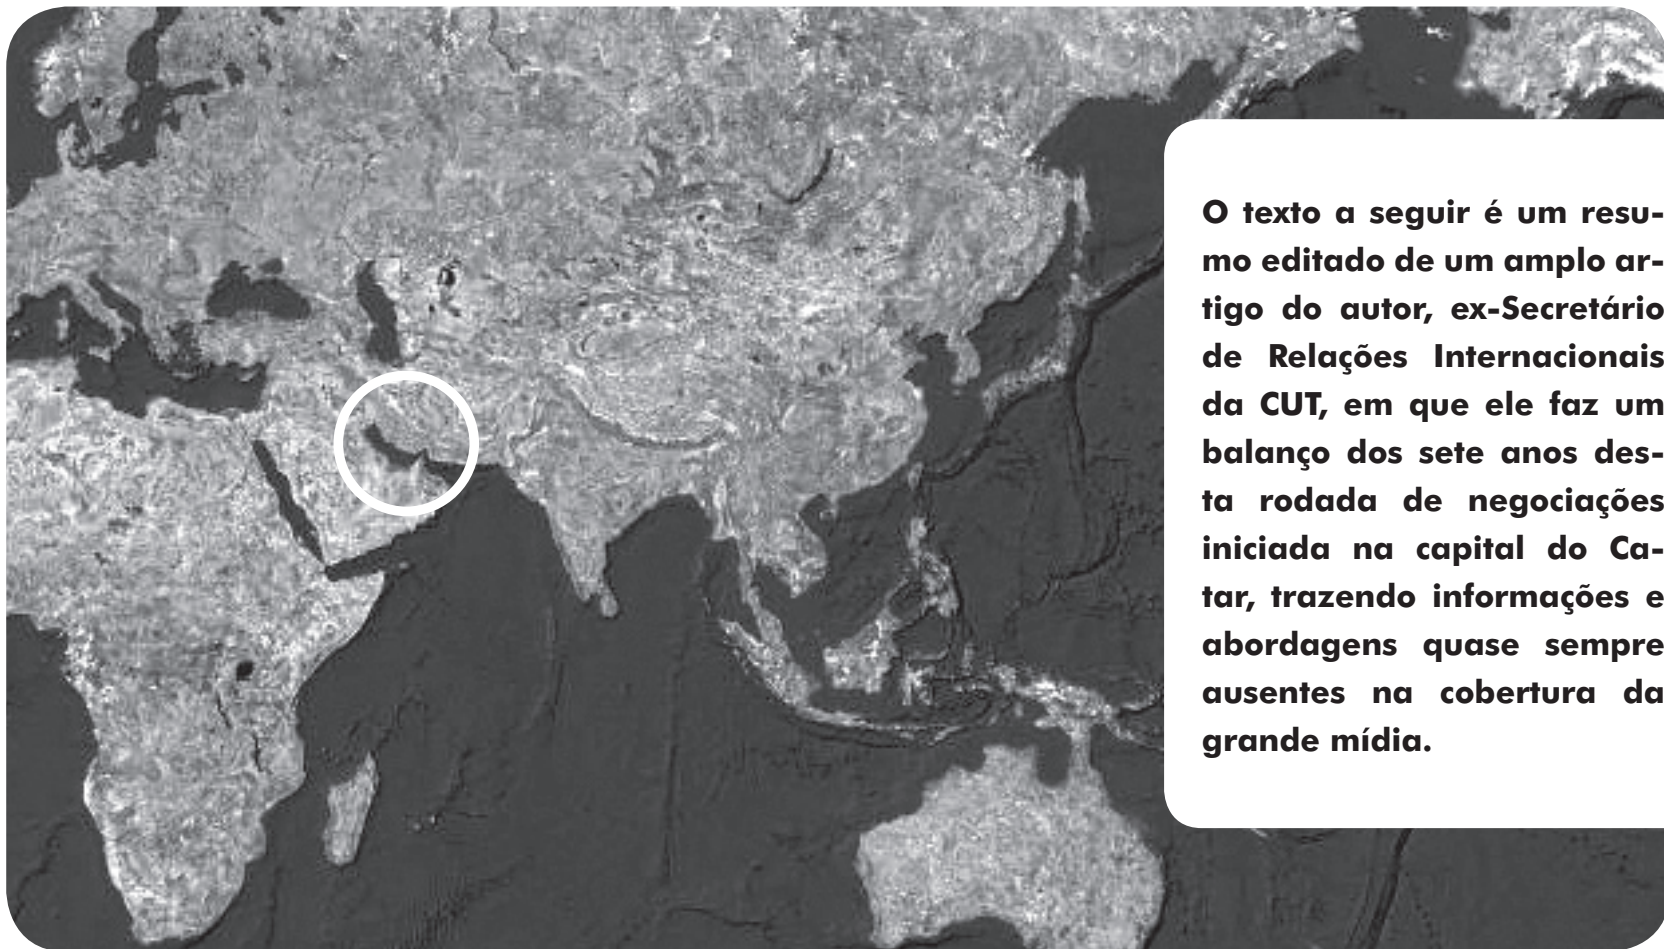 O texto a seguir é um resu-
mo editado de um amplo ar-
tigo do autor, ex-Secretário
de Relações Internacionais
da CUT, em que ele faz um
balanço dos sete anos des-
ta rodada de negociações
iniciada na capital do Ca-
tar, trazendo informações e
abordagens quase sempre
ausentes na cobertura da
grande mídia.